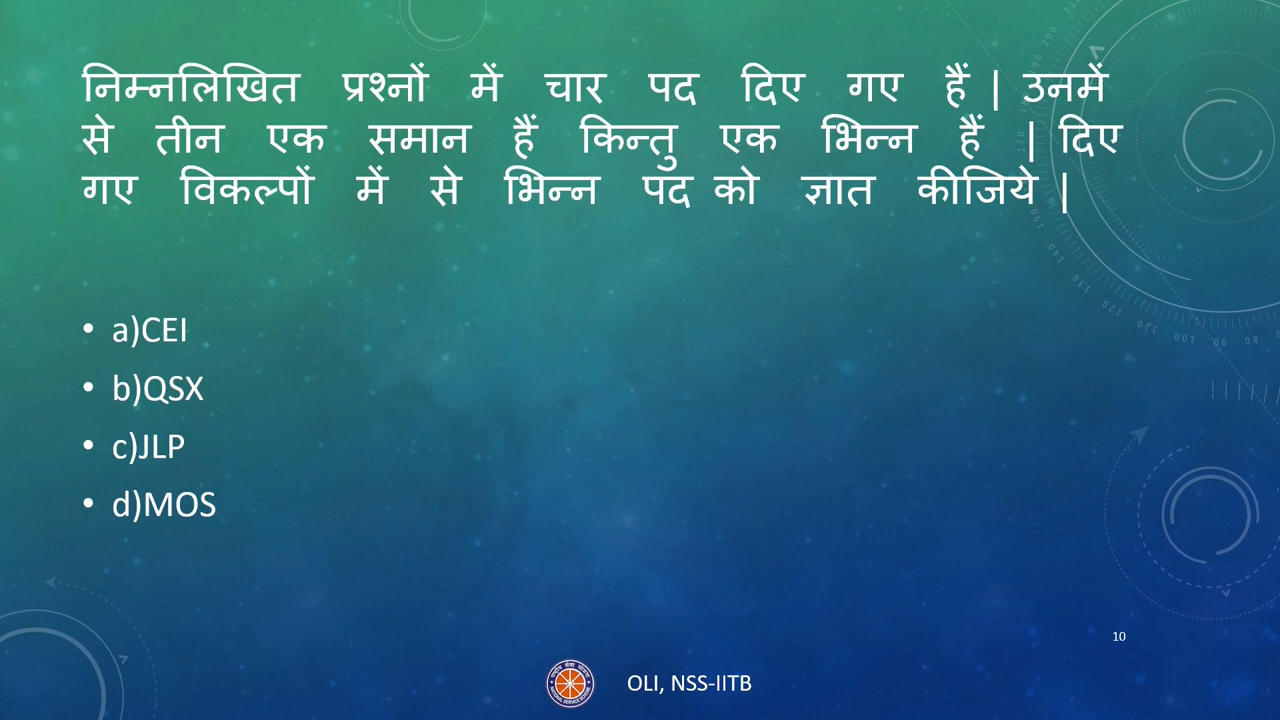 निम्नलिखित प्रश्नों में चार पद दिए गए हैं | उनमें
से तीन एक समान हैं किन्तु एक भिन्न हैं | दिए
गए विकल्पों में से भिन्न पद को ज्ञात कीजिये |
• a)CEI
• b)QSX
• c)JLP
• d)MOS
10
OLI, NSS-IITB